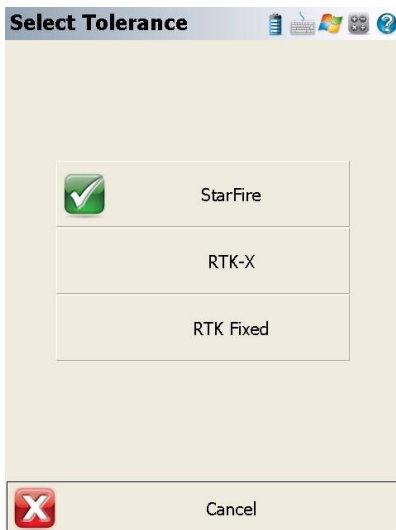 Select Tolerance
StarFire
RTK-X
RTK Fixed
Cancel